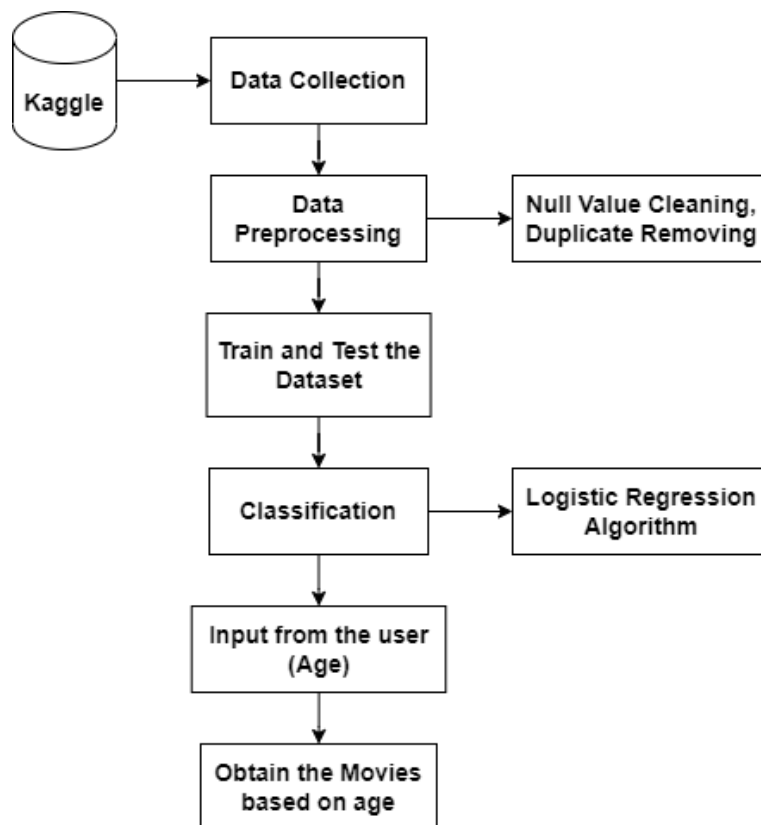 Kaggle
Data Collection
Data
Preprocessing
Null Value Cleaning,
Duplicate Removing
Train and Test the
Dataset
Classification
Logistic Regression
Algorithm
Input from the user
(Age)
Obtain the Movies
based on age